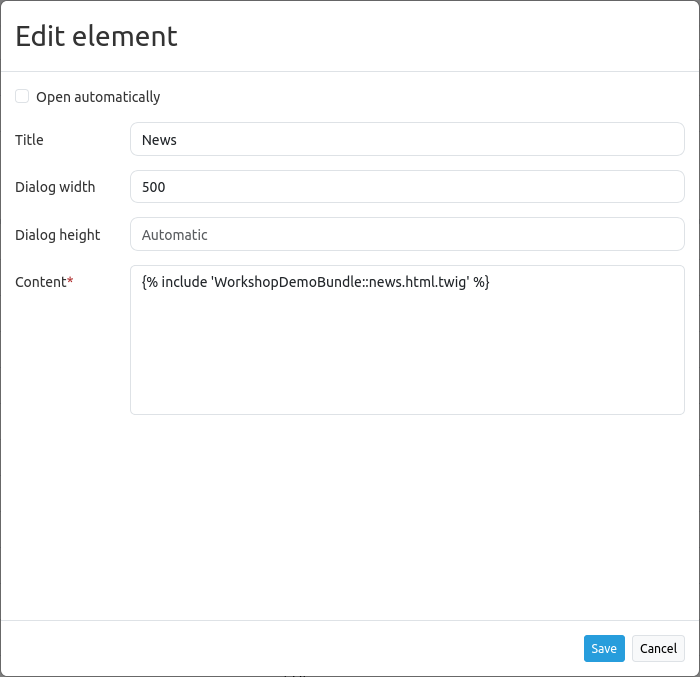 Edit element
Open automatically
Title News
Dialog width 500
Dialog height Automatic
Content* {% include 'WorkshopDemoBundle::news.html.twig' %}
Save Cancel